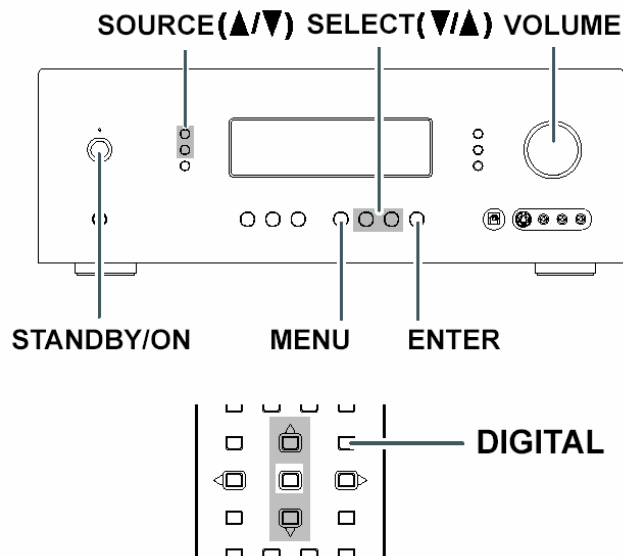 SOURCE(▲/▼) SELECT(▼/▲) VOLUME
STANDBY/ON MENU ENTER
DIGITAL